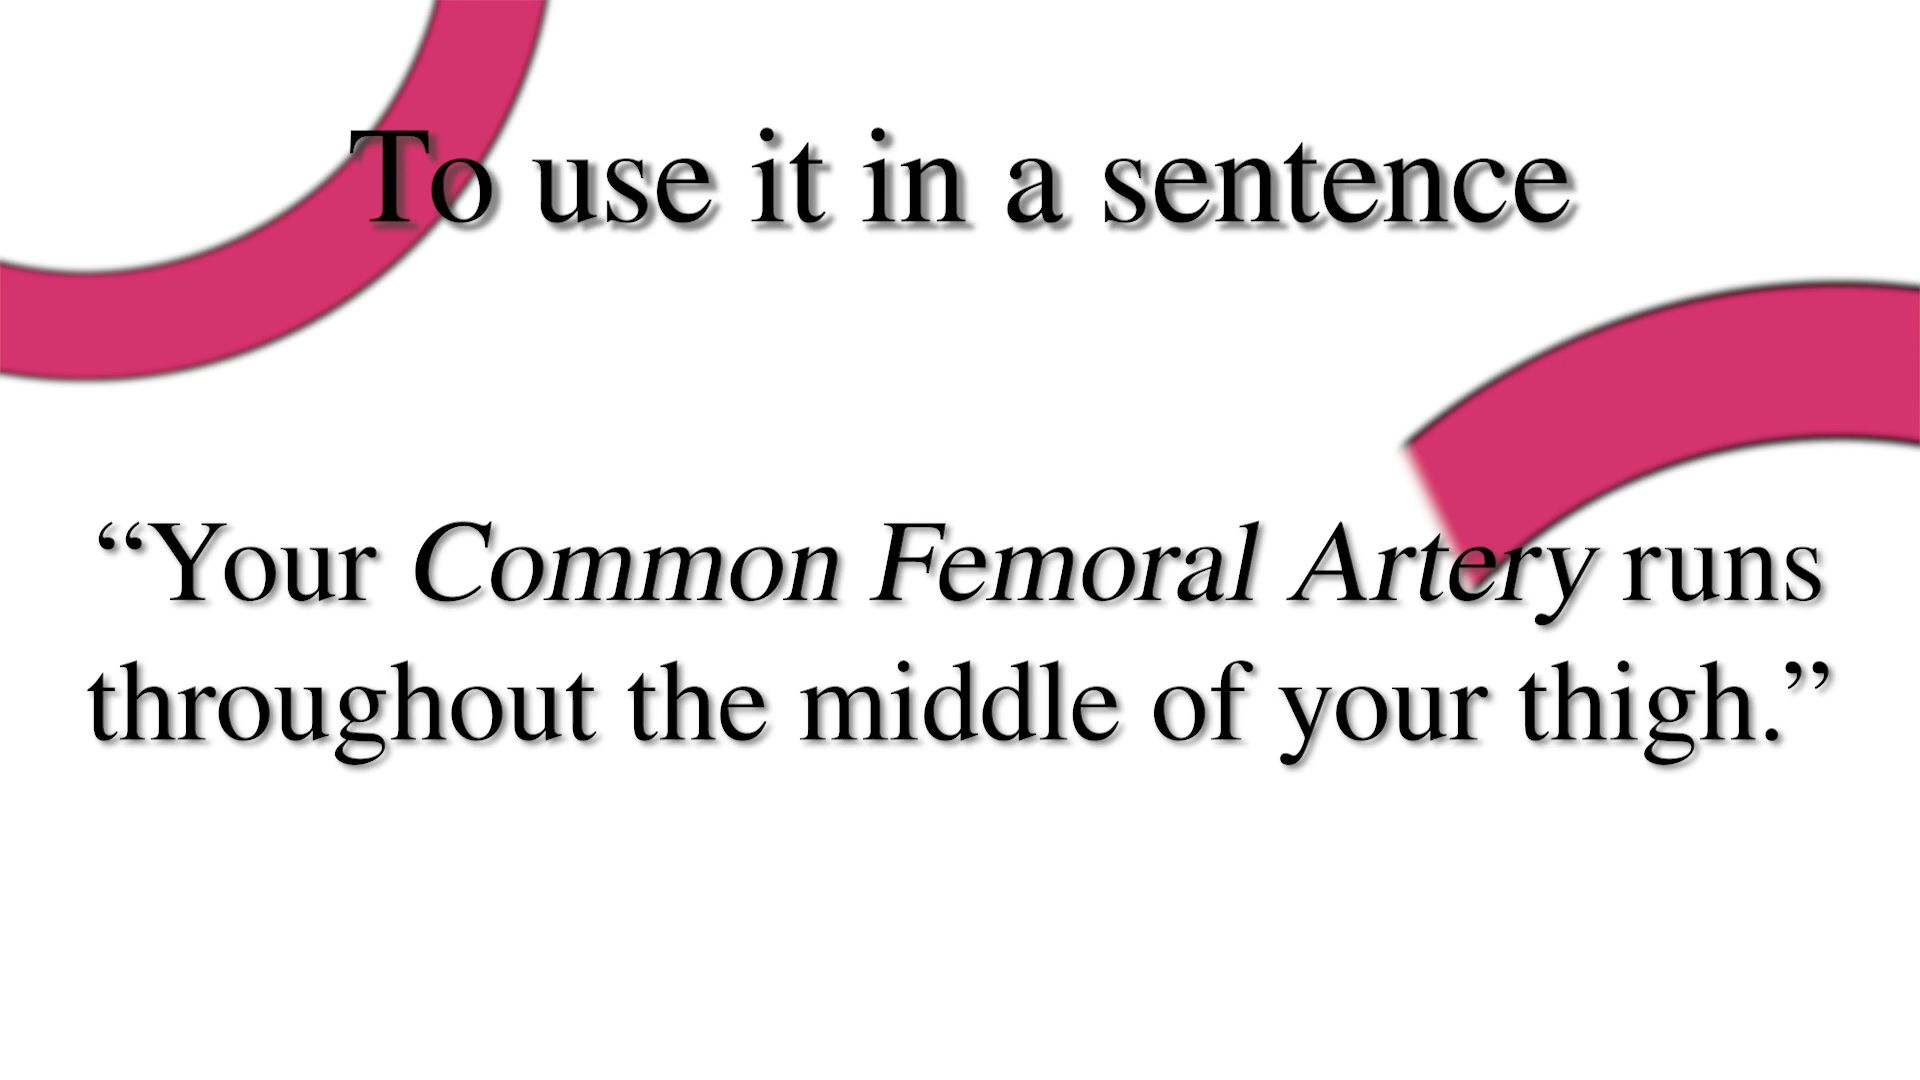 To use it in a sentence
“Your Common Femoral Artery runs
throughout the middle of your thigh.”